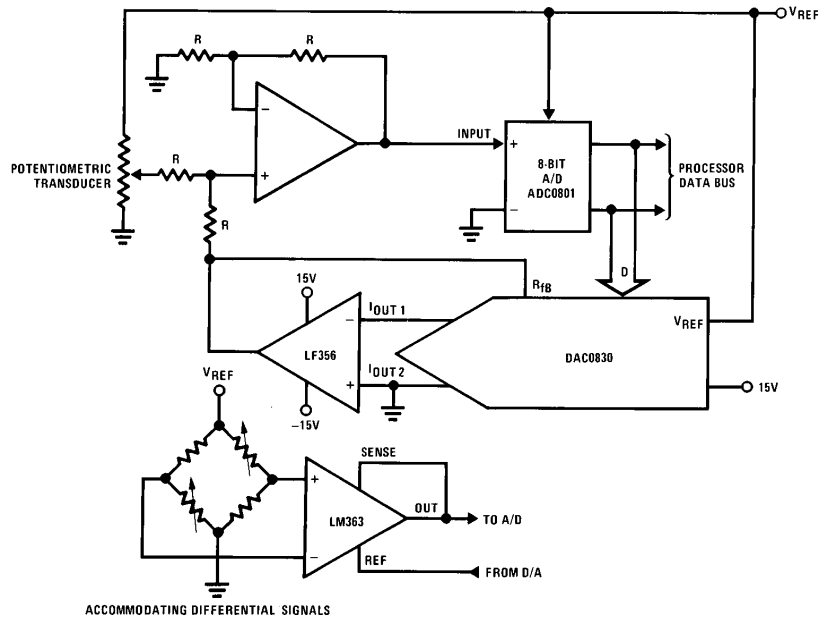 VREF
R
R
−
+
INPUT
+
8-BIT
A/D
ADC0801
−
PROCESSOR
DATA BUS
POTENTIOMETRIC
TRANSDUCER
R
R
D
RfB
15V
IOUT 1
−
LF356
IOUT 2
+
−15V
VREF
DAC0830
15V
VREF
SENSE
+
LM363
−
OUT
TO A/D
REF
FROM D/A
ACCOMMODATING DIFFERENTIAL SIGNALS